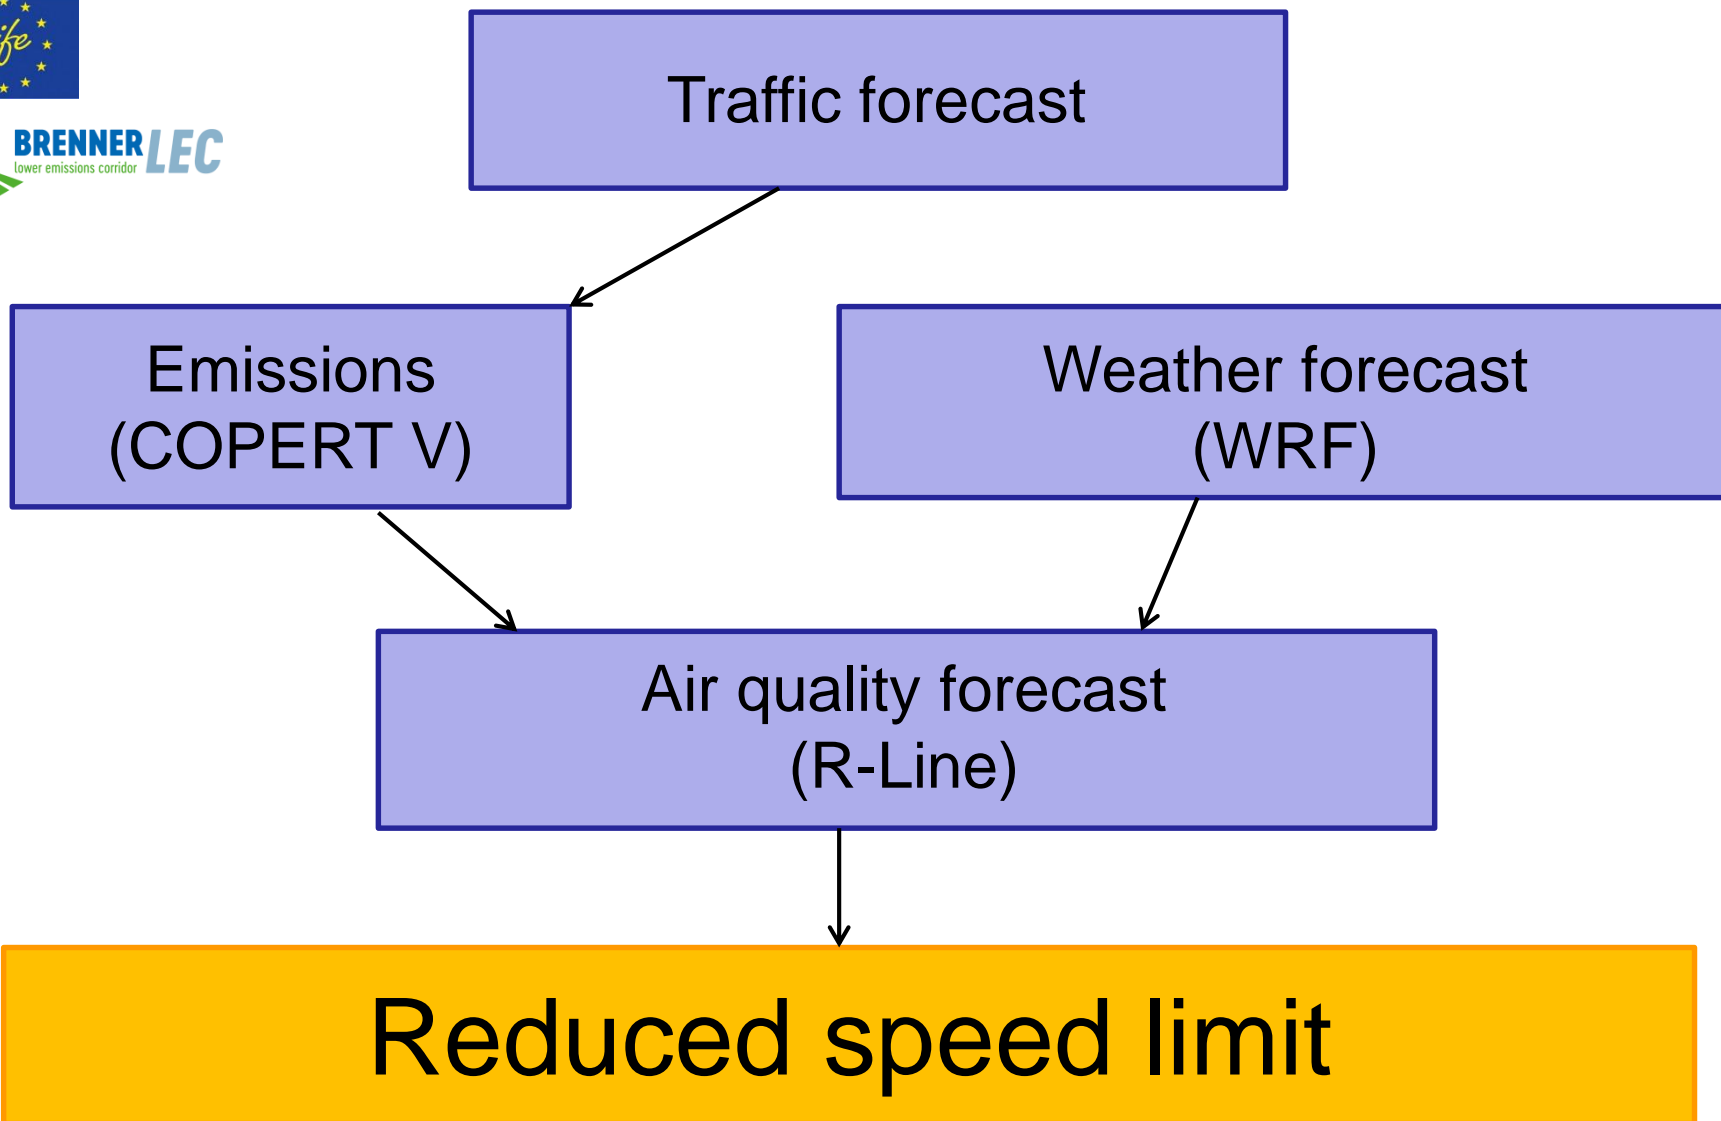 life
BRENNER LEC
lower emissions corridor
Traffic forecast
Emissions
(COPERT V)
Weather forecast
(WRF)
Air quality forecast
(R-Line)
Reduced speed limit